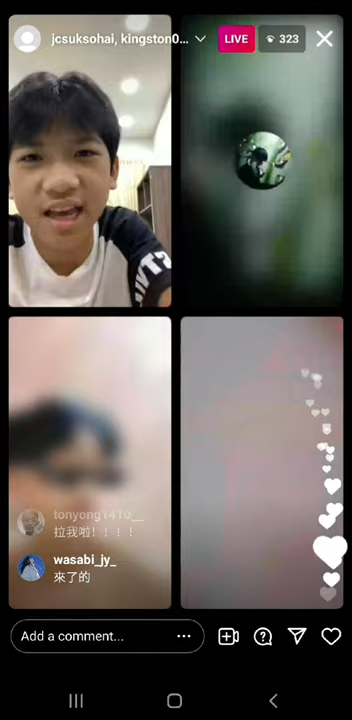 jcsuksohai, kingston0...
LIVE
323
tonyong1410__
拉我啦！！！！
wasabi_jy_
來了的
Add a comment...